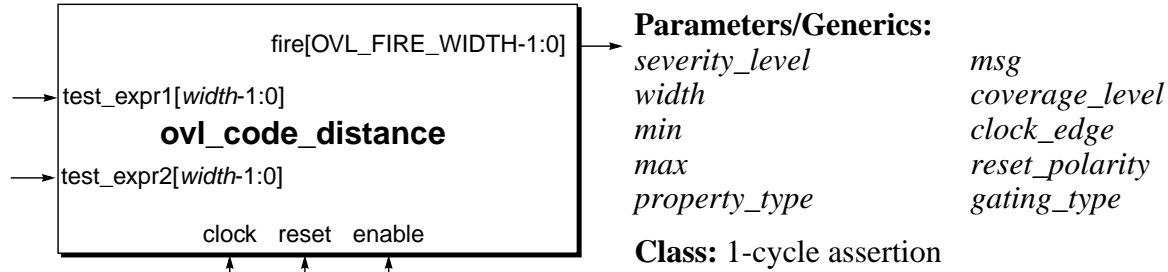 fire[OVL_FIRE_WIDTH-1:0]
test_expr1[width-1:0]
ovl_code_distance
test_expr2[width-1:0]
clock reset enable
Parameters/Generics:
severity_level msg
width coverage_level
min clock_edge
max reset_polarity
property_type gating_type
Class: 1-cycle assertion